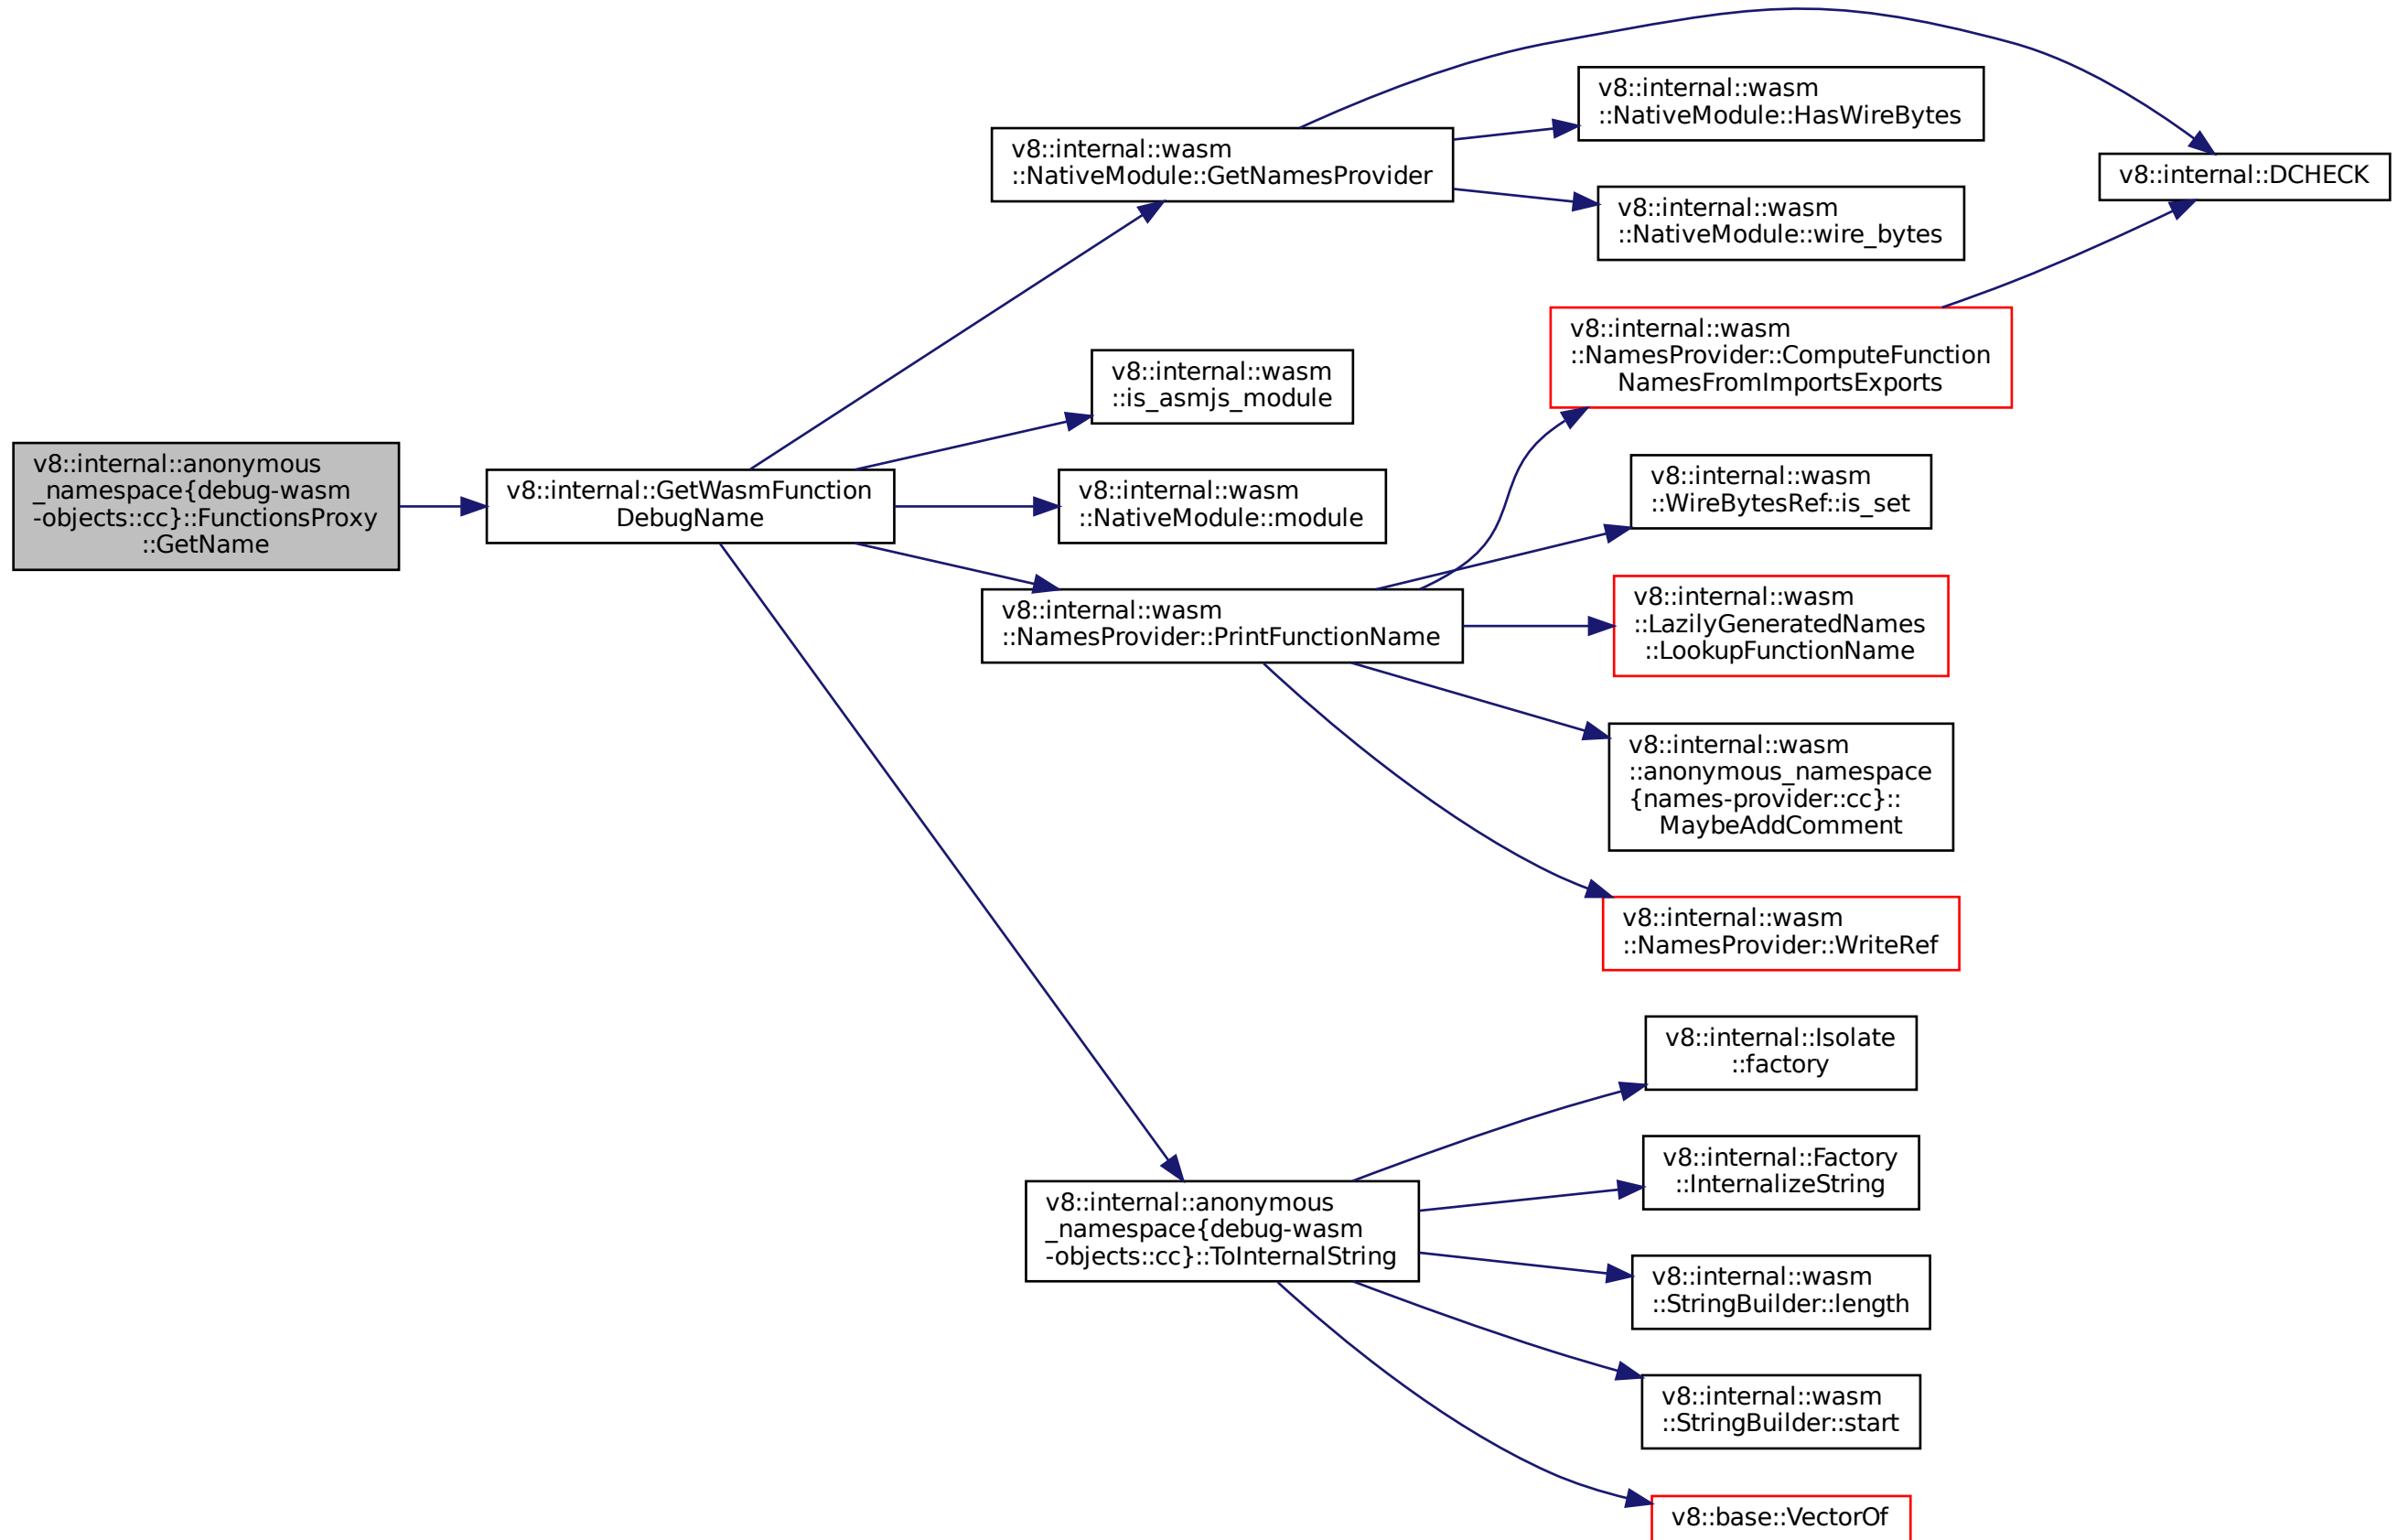 v8::internal::anonymous
_namespace{debug-wasm
-objects::cc}::FunctionsProxy
::GetName
v8::internal::GetWasmFunction
DebugName
v8::internal::wasm
::NativeModule::GetNamesProvider
v8::internal::wasm
::is_asmjs_module
v8::internal::wasm
::NativeModule::module
v8::internal::wasm
::NamesProvider::PrintFunctionName
v8::internal::anonymous
_namespace{debug-wasm
-objects::cc}::ToInternalString
v8::internal::wasm
::NativeModule::HasWireBytes
v8::internal::wasm
::NativeModule::wire_bytes
v8::internal::wasm
::NamesProvider::ComputeFunction
NamesFromImportsExports
v8::internal::wasm
::WireBytesRef::is_set
v8::internal::wasm
::LazilyGeneratedNames
::LookupFunctionName
v8::internal::wasm
::anonymous_namespace
{names-provider::cc}::
MaybeAddComment
v8::internal::wasm
::NamesProvider::WriteRef
v8::internal::Isolate
::factory
v8::internal::Factory
::InternalizeString
v8::internal::wasm
::StringBuilder::length
v8::internal::wasm
::StringBuilder::start
v8::base::VectorOf
v8::internal::DCHECK